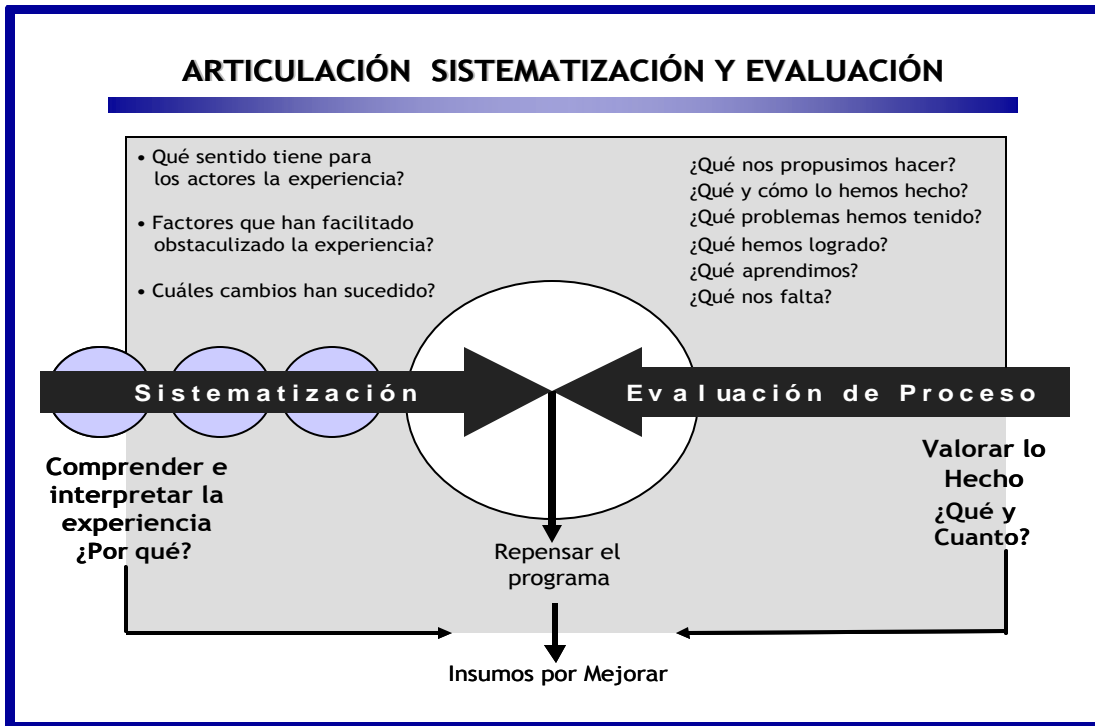 ARTICULACIÓN SISTEMATIZACIÓN Y EVALUACIÓN
• Qué sentido tiene para
los actores la experiencia?
• Factores que han facilitado
obstaculizado la experiencia?
• Cuáles cambios han sucedido?
¿Qué nos propusimos hacer?
¿Qué y cómo lo hemos hecho?
¿Qué problemas hemos tenido?
¿Qué hemos logrado?
¿Qué aprendimos?
¿Qué nos falta?
Sistematización
Evaluación de Proceso
Comprender e
interpretar la
experiencia
¿Por qué?
Valorar lo
Hecho
¿Qué y
Cuanto?
Repensar el
programa
Insumos por Mejorar